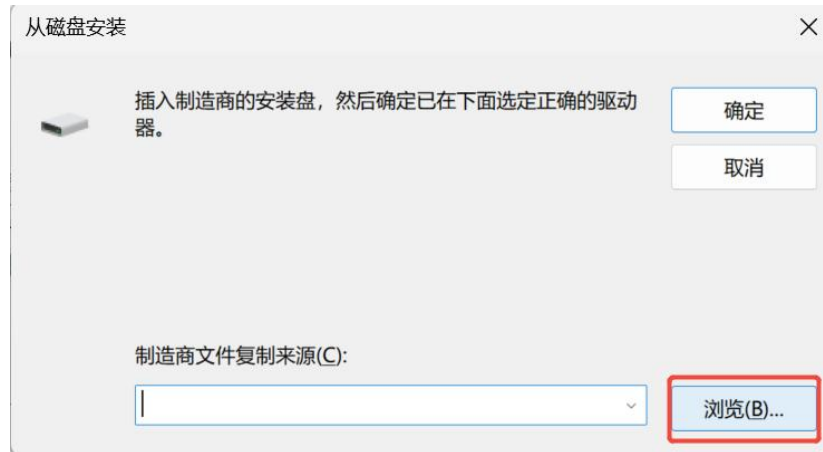 从磁盘安装
插入制造商的安装盘，然后确定已在下面选定正确的驱动
器。
确定
取消
制造商文件复制来源(C):
浏览(B)...